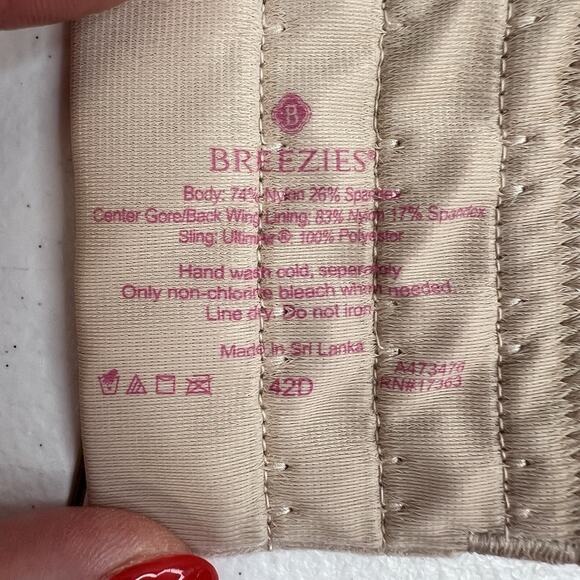 B
BREEZIES®
Body: 74% Nylon 26% Spandex
Center Gore/Back Wing Lining: 83% Nylon 17% Spandex
Sling: Ultimair®, 100% Polyester
Hand wash cold, separately
Only non-chlorine bleach when needed.
Line dry. Do not iron
Made in Sri Lanka
42D
A473476
RN#17363